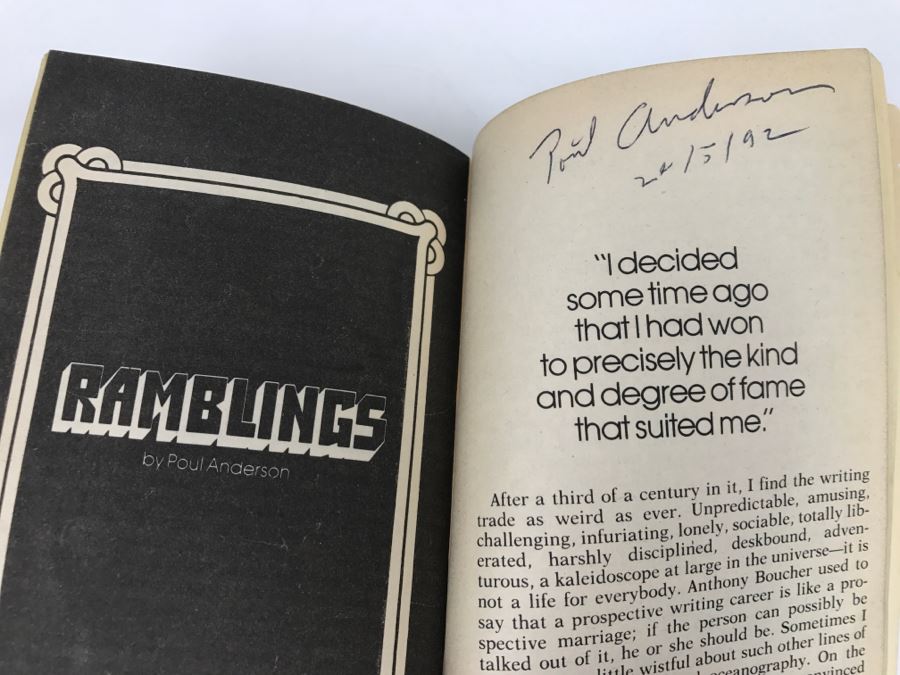 RAMBLINGS
by Poul Anderson
Poul Anderson
24/5/92
“I decided
some time ago
that I had won
to precisely the kind
and degree of fame
that suited me.”
After a third of a century in it, I find the writing
trade as weird as ever. Unpredictable, amusing,
challenging, infuriating, lonely, sociable, totally lib-
erated, harshly disciplined, deskbound, adven-
turous, a kaleidoscope at large in the universe—it is
not a life for everybody. Anthony Boucher used to
say that a prospective writing career is like a pro-
spective marriage; if the person can possibly be
talked out of it, he or she should be. Sometimes I
little wistful about such other lines of
oceanography. On the
convinced